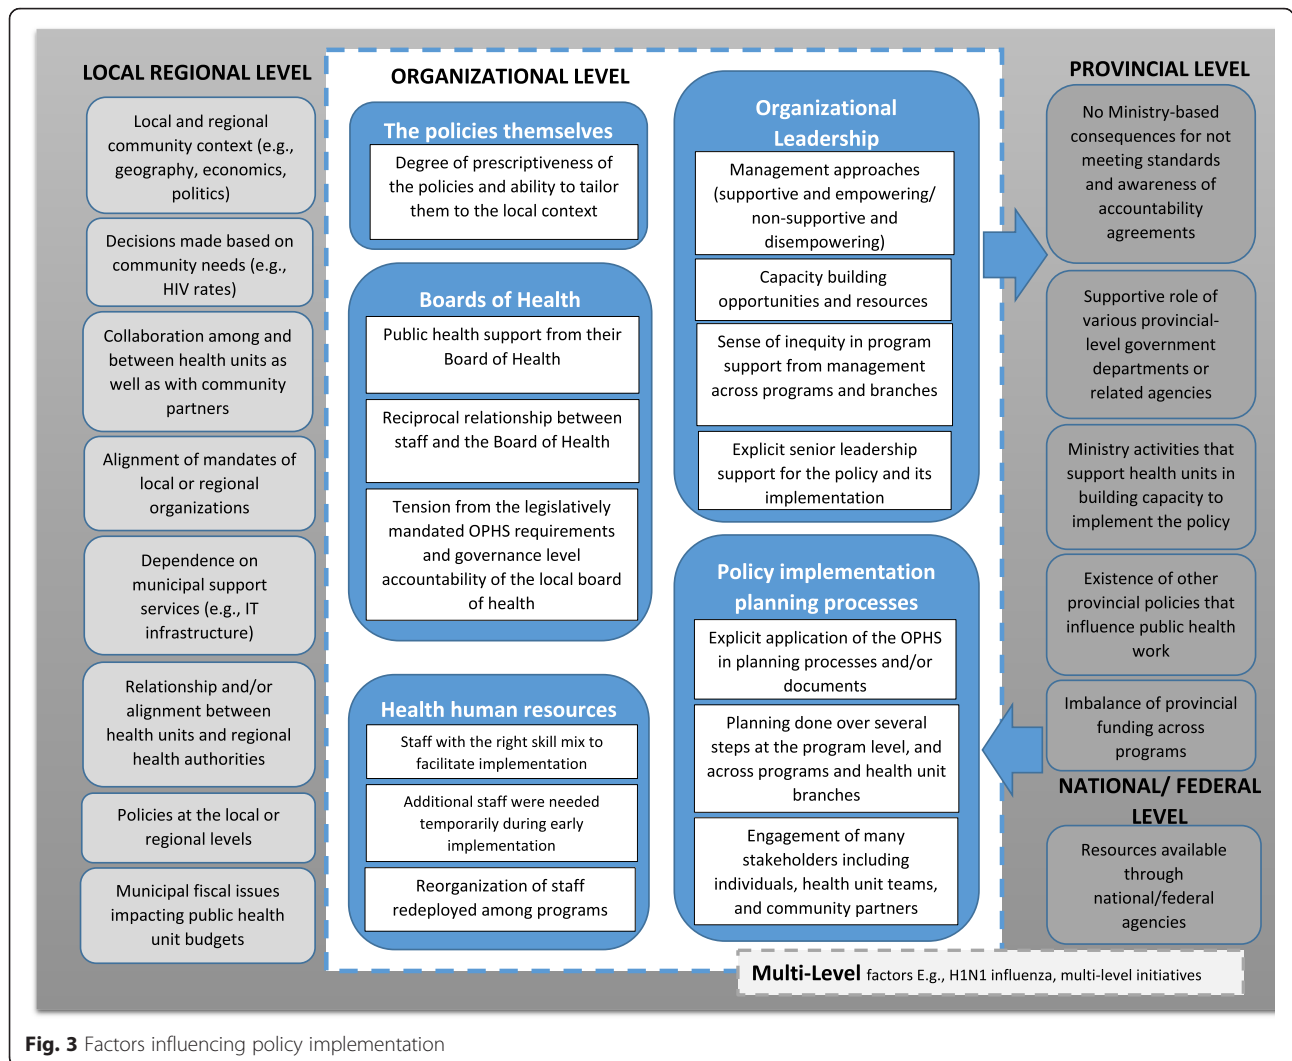 LOCAL REGIONAL LEVEL
Local and regional
community context (e.g.,
geography, economics,
politics)
Decisions made based on
community needs (e.g.,
HIV rates)
Collaboration among and
between health units as
well as with community
partners
Alignment of mandates of
local or regional
organizations
Dependence on
municipal support
services (e.g., IT
infrastructure)
Relationship and/or
alignment between
health units and regional
health authorities
Policies at the local or
regional levels
Municipal fiscal issues
impacting public health
unit budgets
ORGANIZATIONAL LEVEL
The policies themselves
Degree of prescriptiveness of
the policies and ability to tailor
them to the local context
Boards of Health
Public health support from their
Board of Health
Reciprocal relationship between
staff and the Board of Health
Tension from the legislatively
mandated OPHS requirements
and governance level
accountability of the local board
of health
Health human resources
Staff with the right skill mix to
facilitate implementation
Additional staff were needed
temporarily during early
implementation
Reorganization of staff
redeployed among programs
Organizational
Leadership
Management approaches
(supportive and empowering/
non-supportive and
disempowering)
Capacity building
opportunities and resources
Sense of inequity in program
support from management
across programs and branches
Explicit senior leadership
support for the policy and its
implementation
Policy implementation
planning processes
Explicit application of the OPHS
in planning processes and/or
documents
Planning done over several
steps at the program level, and
across programs and health unit
branches
Engagement of many
stakeholders including
individuals, health unit teams,
and community partners
PROVINCIAL LEVEL
No Ministry-based
consequences for not
meeting standards
and awareness of
accountability
agreements
Supportive role of
various provincial-
level government
departments or
related agencies
Ministry activities that
support health units in
building capacity to
implement the policy
Existence of other
provincial policies that
influence public health
work
Imbalance of provincial
funding across
programs
NATIONAL/ FEDERAL
LEVEL
Resources available
through
national/federal
agencies
Multi-Level factors E.g., H1N1 influenza, multi-level initiatives
Fig. 3 Factors influencing policy implementation